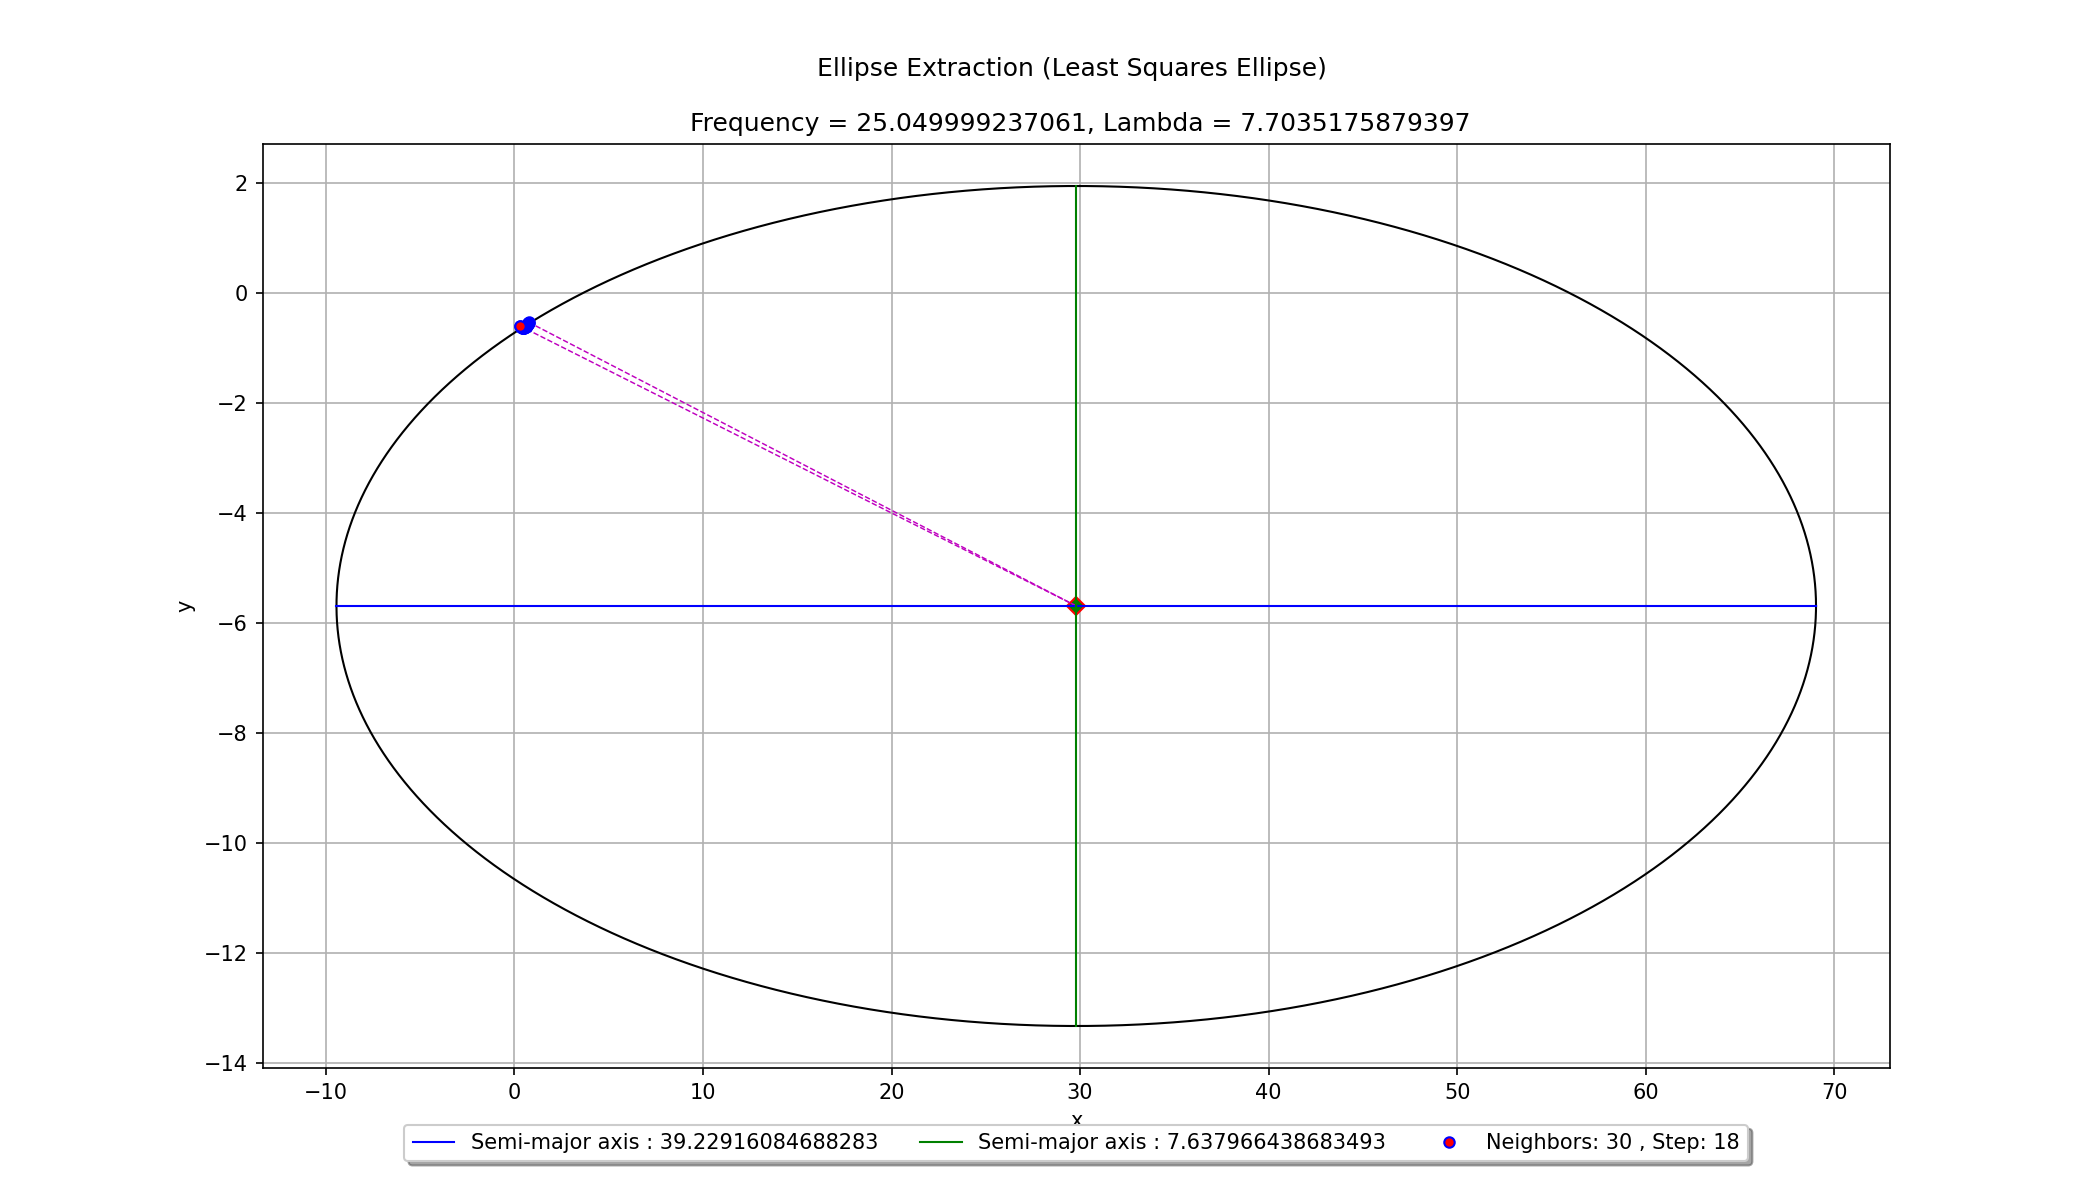 Ellipse Extraction (Least Squares Ellipse)
Frequency = 25.049999237061, Lambda = 7.7035175879397
2
0
−2
−4
−6
−8
−10
−12
−14
y
−10 0 10 20 30 40 50 60 70
x
Semi-major axis : 39.22916084688283 Semi-major axis : 7.637966438683493 Neighbors: 30 , Step: 18